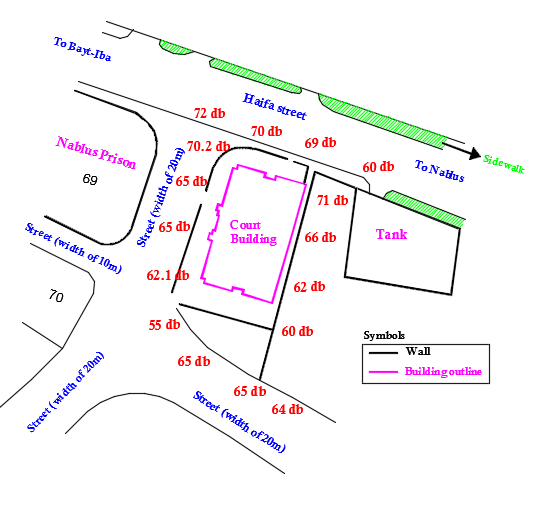 To Bayt-Iba
Haifa street
72 db
70 db
69 db
60 db
Sidewalk
To Nablus
Nablus Prison
69
70.2 db
65 db
Street (width of 20m)
71 db
Court
Building
65 db
66 db
Tank
Street (width of 10m)
62.1 db
62 db
70
55 db
60 db
Symbols
Wall
Building outline
65 db
Street (width of 20m)
65 db
64 db
Street (width of 20m)